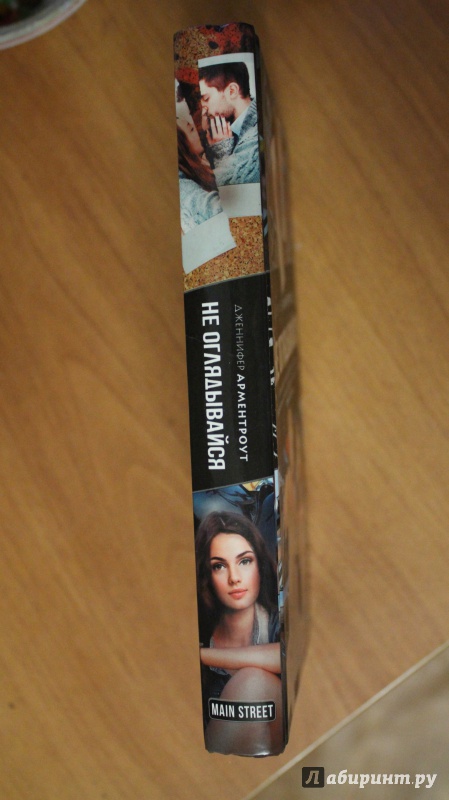 ДЖЕННИФЕР АРМЕНТРОУТ
НЕ ОГЛЯДЫВАЙСЯ
MAIN STREET
Лабиринт.ру